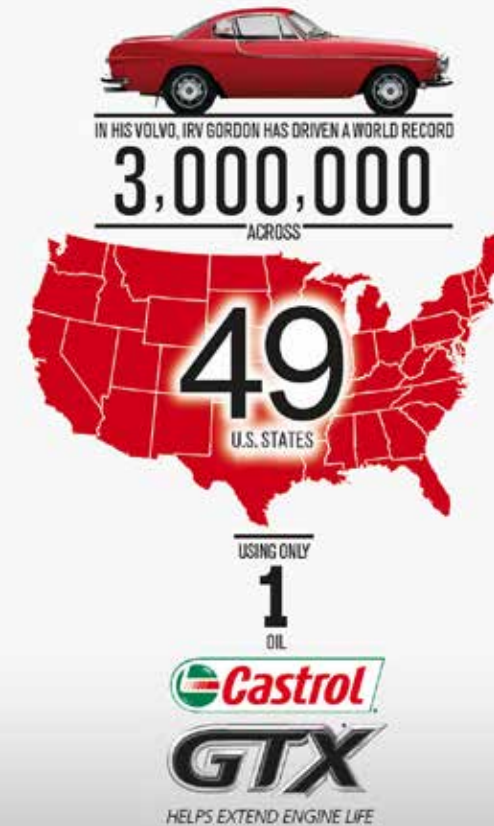 IN HIS VOLVO, IRV GORDON HAS DRIVEN A WORLD RECORD
3,000,000
ACROSS
49
U.S. STATES
USING ONLY
1
OIL
Castrol
GTX
HELPS EXTEND ENGINE LIFE